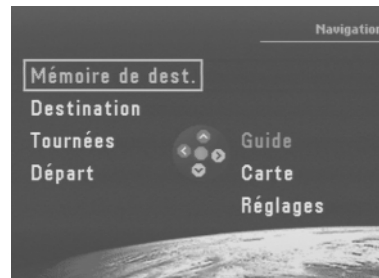 Navigation
Mémoire de dest.
Destination
Tournées
Guide
Départ
Carte
Réglages